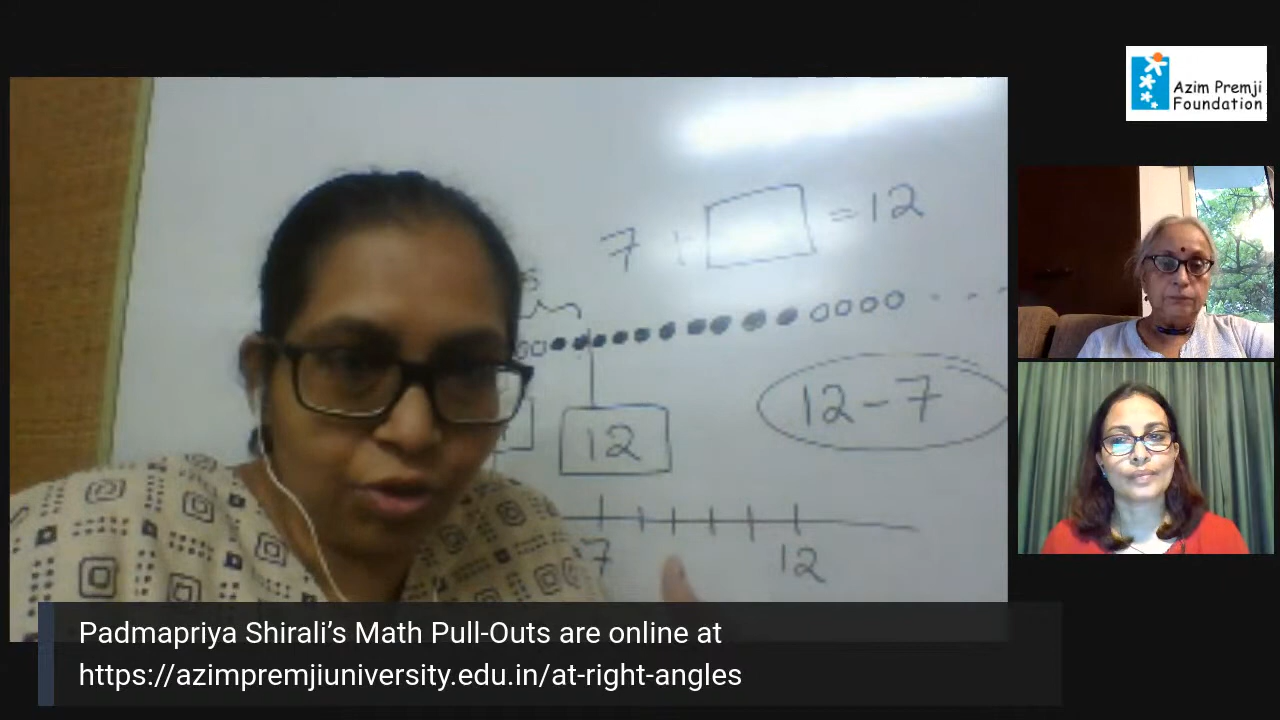 Azim Premji
Foundation
7 + = 12
12 - 7
12
7 12
Padmapriya Shirali’s Math Pull-Outs are online at
https://azimpremjiuniversity.edu.in/at-right-angles